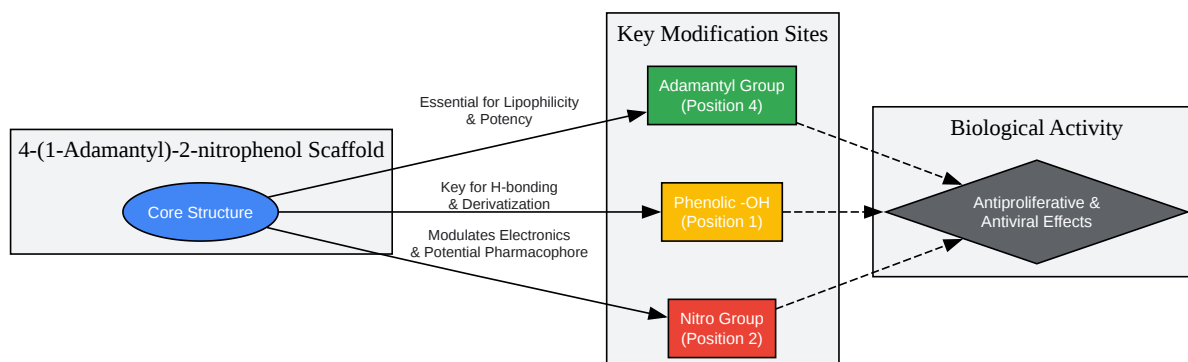 4-(1-Adamantyl)-2-nitrophenol Scaffold
Core Structure
Essential for Lipophilicity
& Potency
Key for H-bonding
& Derivatization
Modulates Electronics
& Potential Pharmacophore
Key Modification Sites
Adamantyl Group
(Position 4)
Phenolic -OH
(Position 1)
Nitro Group
(Position 2)
Biological Activity
Antiproliferative &
Antiviral Effects